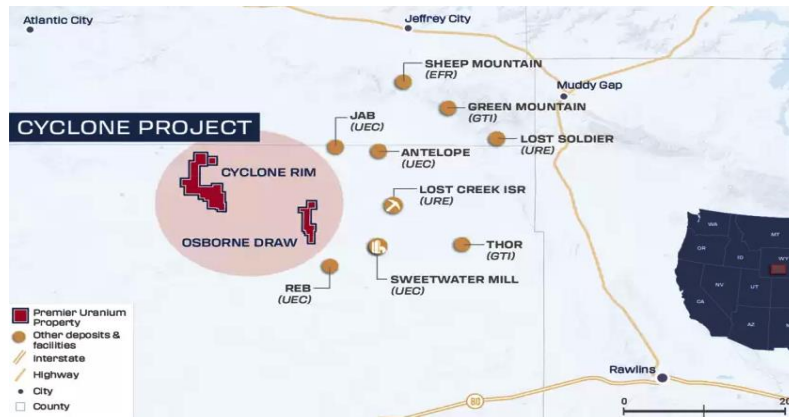 Atlantic City
Jeffrey City
SHEEP MOUNTAIN
(EFR)
Muddy Gap
GREEN MOUNTAIN
(GTI)
CYCLONE PROJECT
JAB
(UEC)
LOST SOLDIER
(URE)
ANTELOPE
(UEC)
CYCLONE RIM
LOST CREEK ISR
(URE)
OSBORNE DRAW
THOR
(GTI)
SWEETWATER MILL
(UEC)
REB
(UEC)
WA
MT
OR
ID
WY
NV
UT
CA
AZ
Premier Uranium
Property
Other deposits &
facilities
Interstate
Highway
City
County
Rawlins
80
0
20